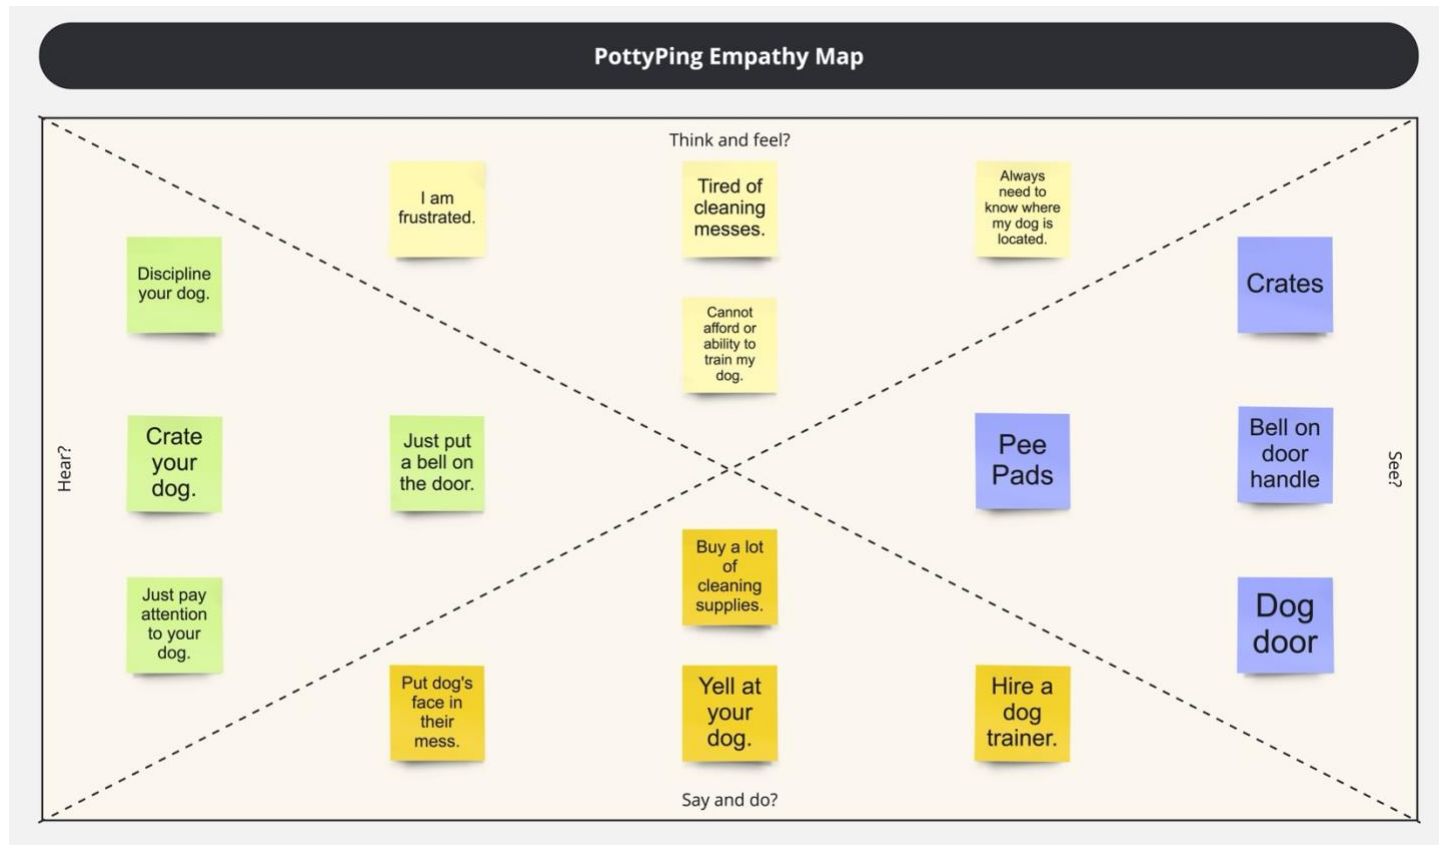 PottyPing Empathy Map
Think and feel?
I am
frustrated.
Tired of
cleaning
messes.
Always
need to
know where
my dog is
located.
Cannot
afford or
ability to
train my
dog.
Hear?
Discipline
your dog.
Crate
your
dog.
Just put
a bell on
the door.
Just pay
attention
to your
dog.
See?
Crates
Pee
Pads
Bell on
door
handle
Dog
door
Buy a lot
of
cleaning
supplies.
Put dog's
face in
their
mess.
Yell at
your
dog.
Hire a
dog
trainer.
Say and do?